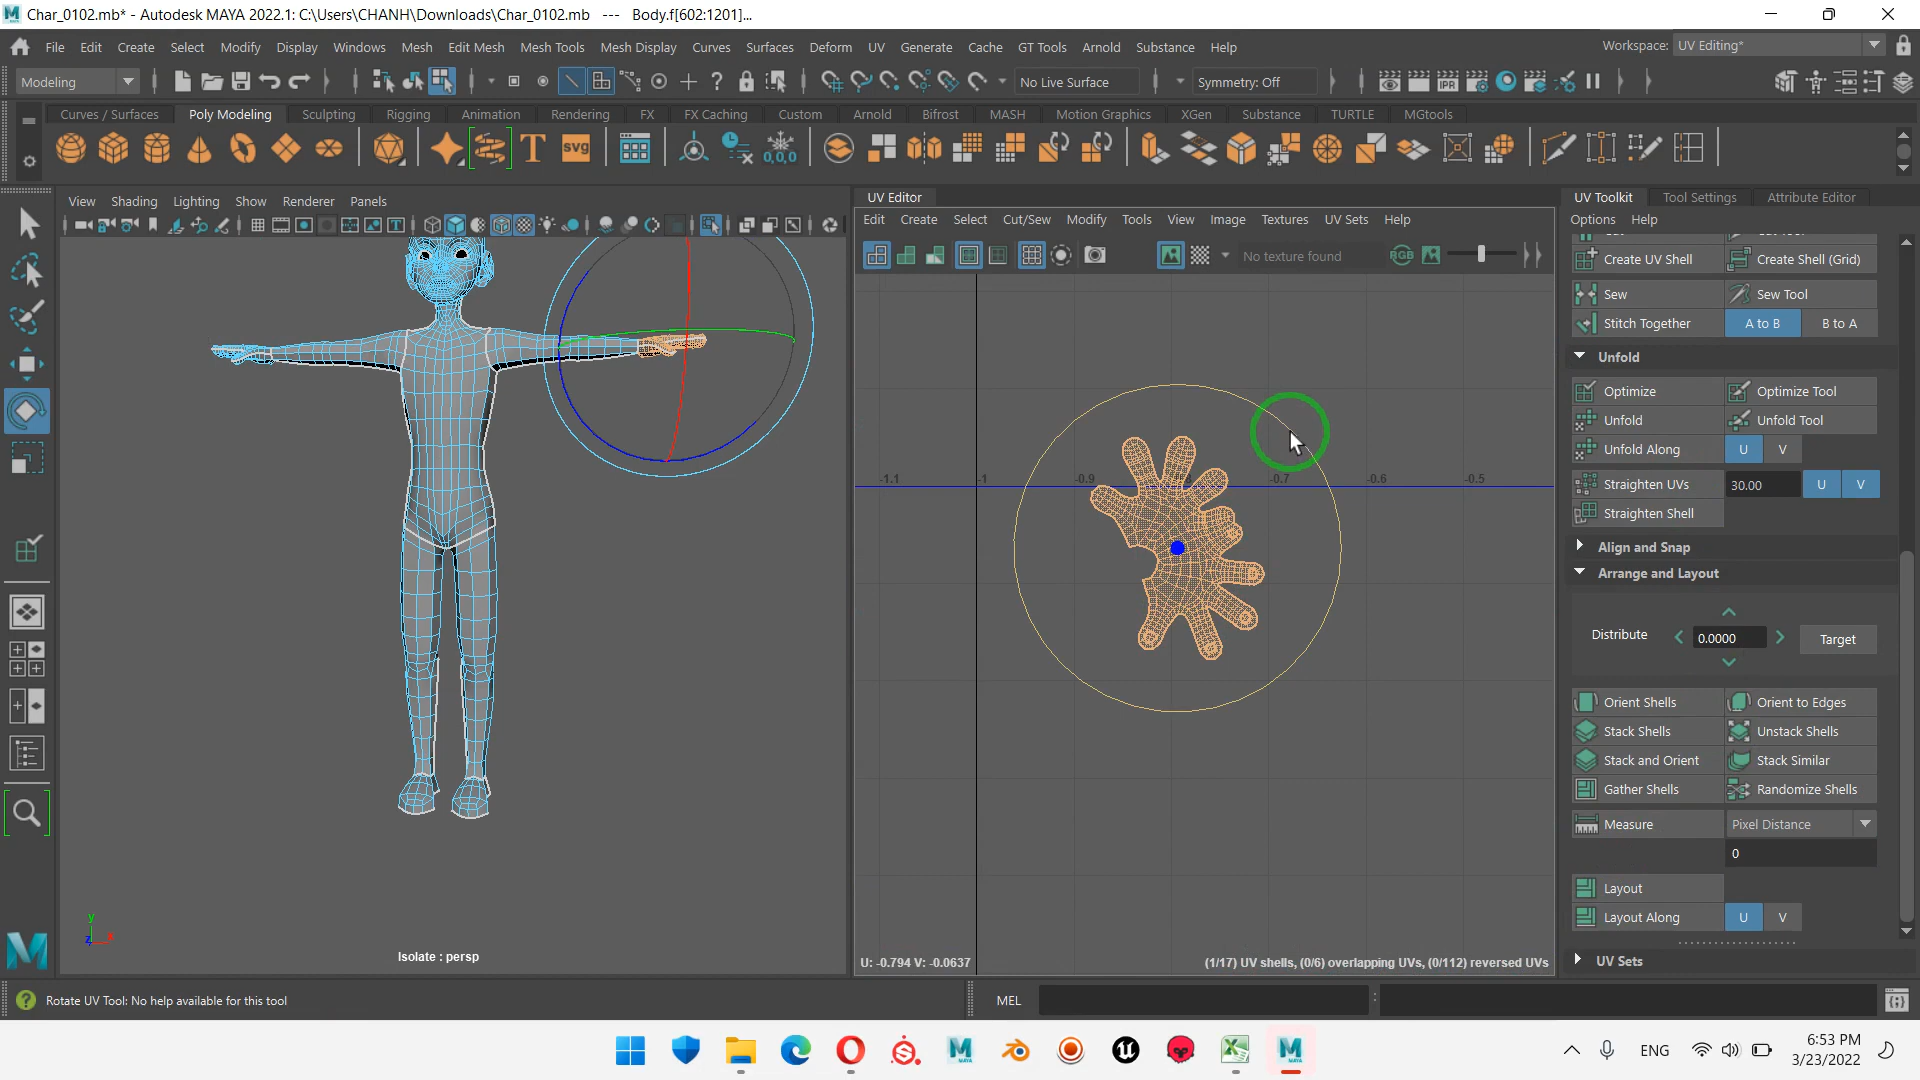 Char_0102.mb* - Autodesk MAYA 2022.1: C:\Users\CHANH\Downloads\Char_0102.mb --- Body.f[602:1201]...
File Edit Create Select Modify Display Windows Mesh Edit Mesh Mesh Tools Mesh Display Curves Surfaces Deform UV Generate Cache GT Tools Arnold Substance Help
Workspace: UV Editing*
Modeling
No Live Surface
Symmetry: Off
IPR
Curves / Surfaces Poly Modeling Sculpting Rigging Animation Rendering FX FX Caching Custom Arnold Bifrost MASH Motion Graphics XGen Substance TURTLE MGtools
T
svg
0,0,0
View Shading Lighting Show Renderer Panels
UV Editor
Edit Create Select Cut/Sew Modify Tools View Image Textures UV Sets Help
No texture found
RGB
UV Toolkit Tool Settings Attribute Editor
Options Help
Create UV Shell Create Shell (Grid)
Sew Sew Tool
Stitch Together A to B B to A
Unfold
Optimize Optimize Tool
Unfold Unfold Tool
Unfold Along U V
Straighten UVs 30.00 U V
Straighten Shell
Align and Snap
Arrange and Layout
Distribute 0.0000 Target
Orient Shells Orient to Edges
Stack Shells Unstack Shells
Stack and Orient Stack Similar
Gather Shells Randomize Shells
Measure Pixel Distance
0
Layout
Layout Along U V
UV Sets
-1.1 -1 -0.9 -0.7 -0.6 -0.5
y
z
Isolate : persp
U: -0.794 V: -0.0637
(1/17) UV shells, (0/6) overlapping UVs, (0/112) reversed UVs
Rotate UV Tool: No help available for this tool
MEL
:
ENG
6:53 PM
3/23/2022